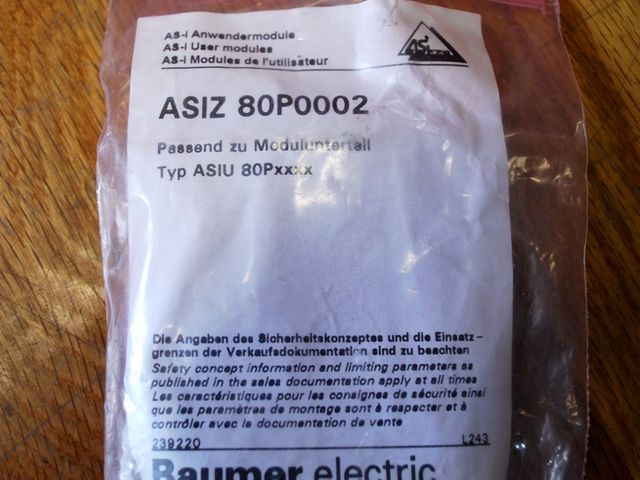 AS-I Anwendermodule
AS-I User modules
AS-I Modules de l'utilisateur
ASIZ 80P0002
Passend zu Modulunterteil
Typ ASIU 80Pxxxx
Die Angaben des Sicherheitskonzeptes und die Einsatz-
grenzen der Verkaufsdokumentation sind zu beachten
Safety concept information and limiting parameters as
published in the sales documentation apply at all times
Les caractéristiques pour les consignes de sécurité ainsi
que les paramètres de montage sont à respecter et à
contrôler avec la documentation de vente
239220 L243
Baumer electric